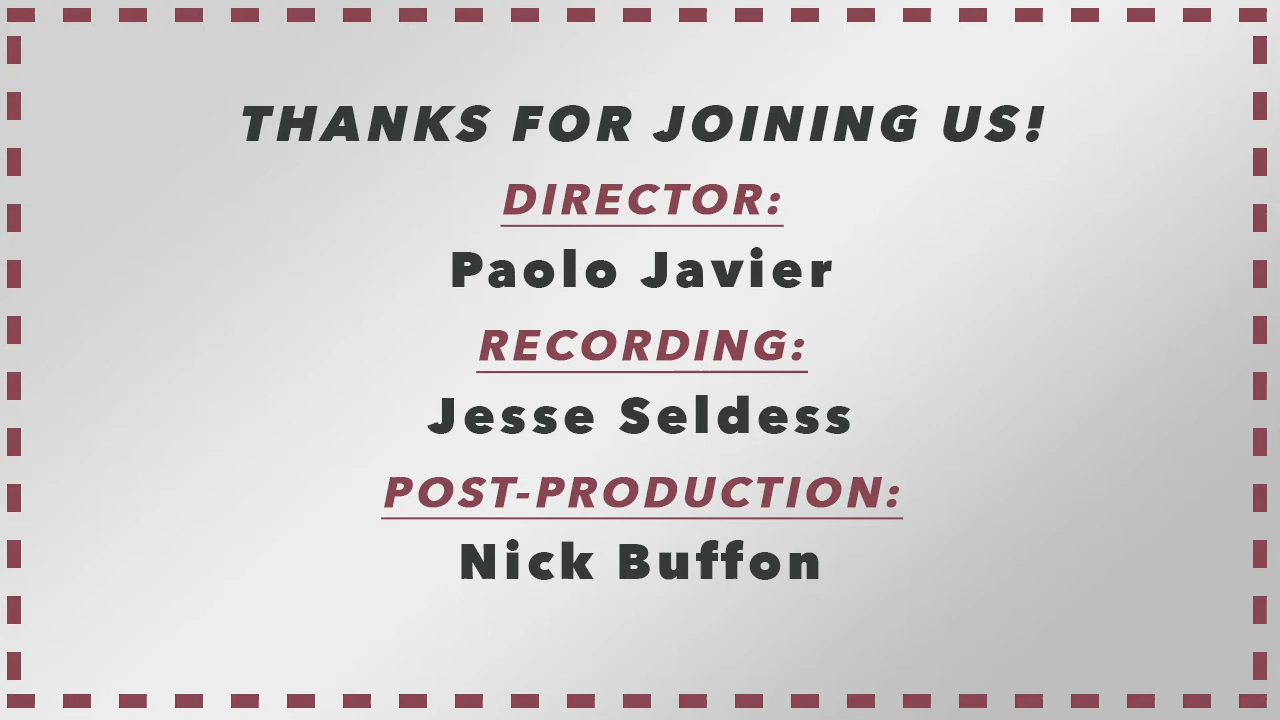 THANKS FOR JOINING US!
DIRECTOR:
Paolo Javier
RECORDING:
Jesse Seldess
POST-PRODUCTION:
Nick Buffon